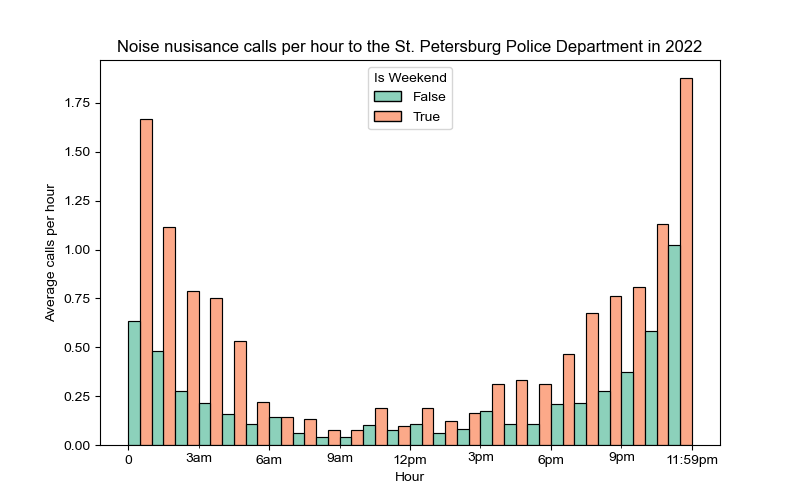 Noise nusisance calls per hour to the St. Petersburg Police Department in 2022
Is Weekend
False
True
Average calls per hour
1.75
1.50
1.25
1.00
0.75
0.50
0.25
0.00
0 3am 6am 9am 12pm 3pm 6pm 9pm 11:59pm
Hour